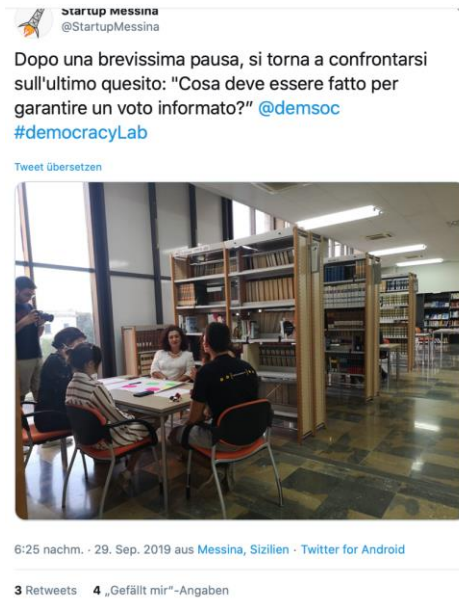 Startup Messina
@StartupMessina
Dopo una brevissima pausa, si torna a confrontarsi
sull'ultimo quesito: "Cosa deve essere fatto per
garantire un voto informato?” @demsoc
#democracyLab
Tweet übersetzen
6:25 nachm. · 29. Sep. 2019 aus Messina, Sizilien · Twitter for Android
3 Retweets 4 „Gefällt mir"-Angaben